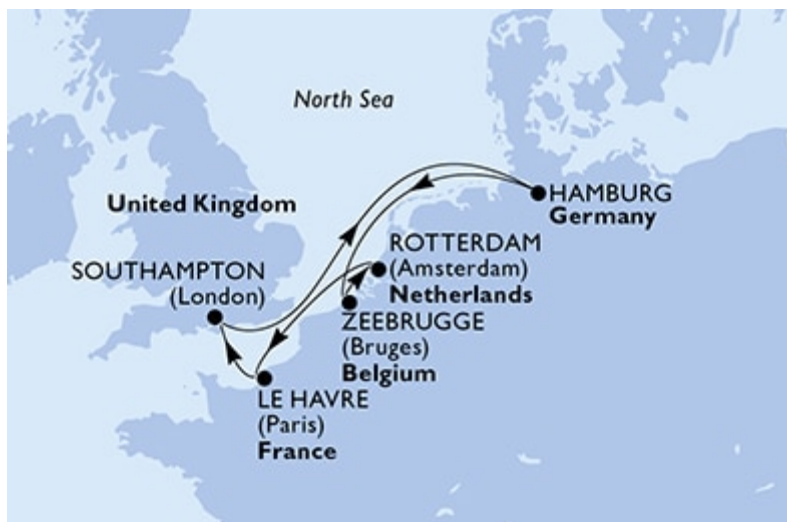 North Sea
United Kingdom
HAMBURG
Germany
ROTTERDAM
(Amsterdam)
Netherlands
SOUTHAMPTON
(London)
ZEEBRUGGE
(Bruges)
Belgium
LE HAVRE
(Paris)
France